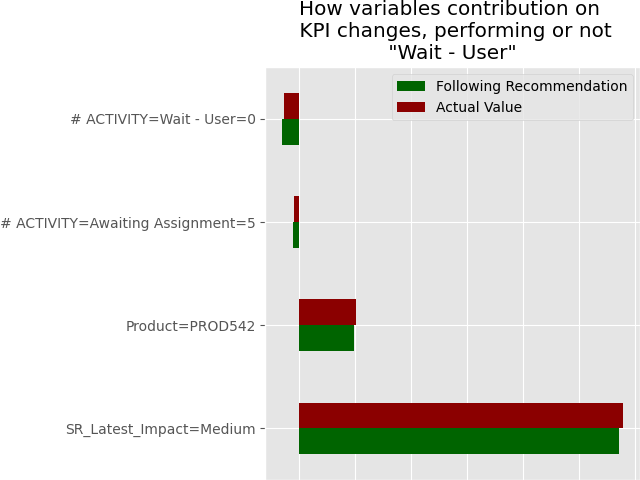 How variables contribution on
KPI changes, performing or not
"Wait - User"
Following Recommendation
Actual Value
# ACTIVITY=Wait - User=0
# ACTIVITY=Awaiting Assignment=5
Product=PROD542
SR_Latest_Impact=Medium